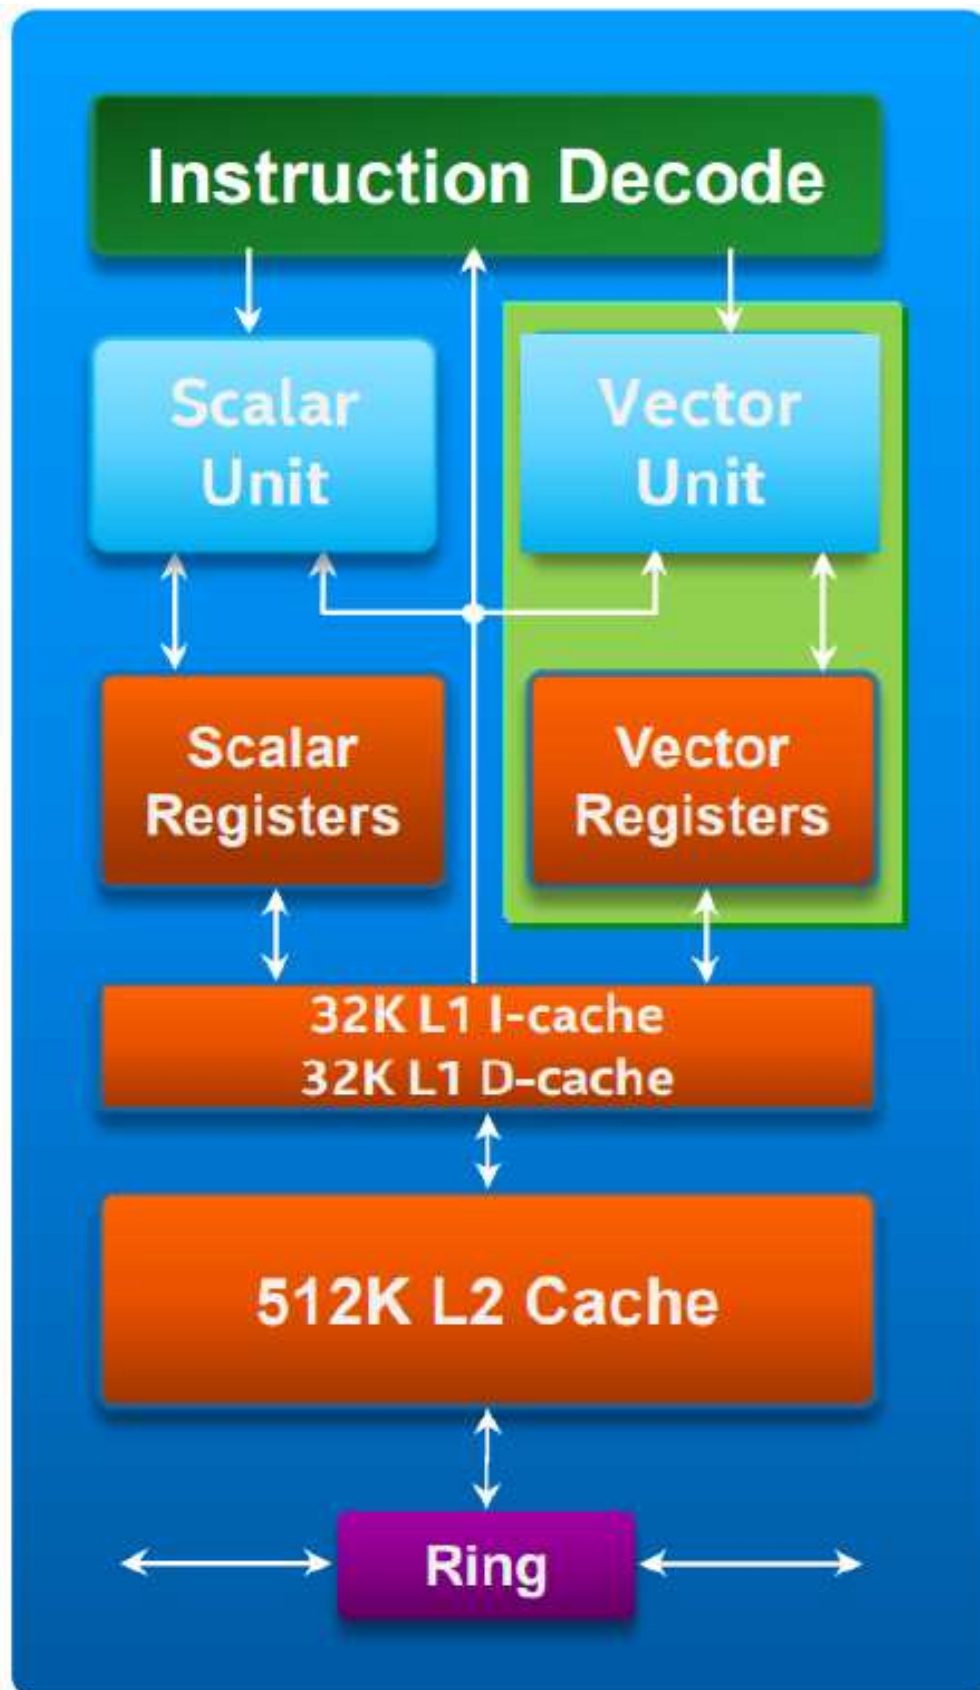 Instruction Decode
Scalar
Unit
Vector
Unit
Scalar
Registers
Vector
Registers
32K L1 I-cache
32K L1 D-cache
512K L2 Cache
Ring